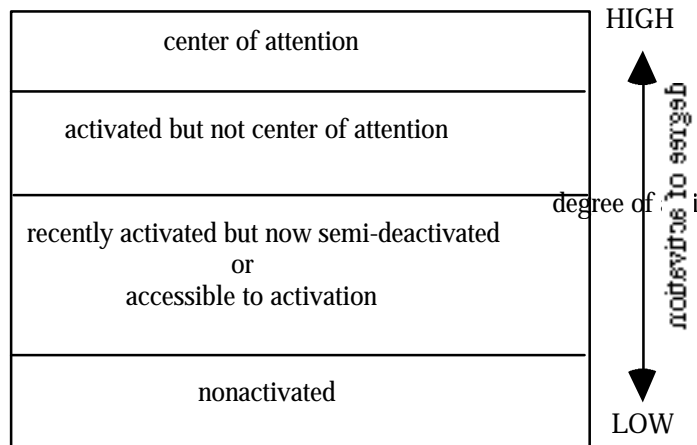 HIGH
center of attention
activated but not center of attention
degree of
recently activated but now semi-deactivated
or
accessible to activation
nonactivated
LOW
degree of activation